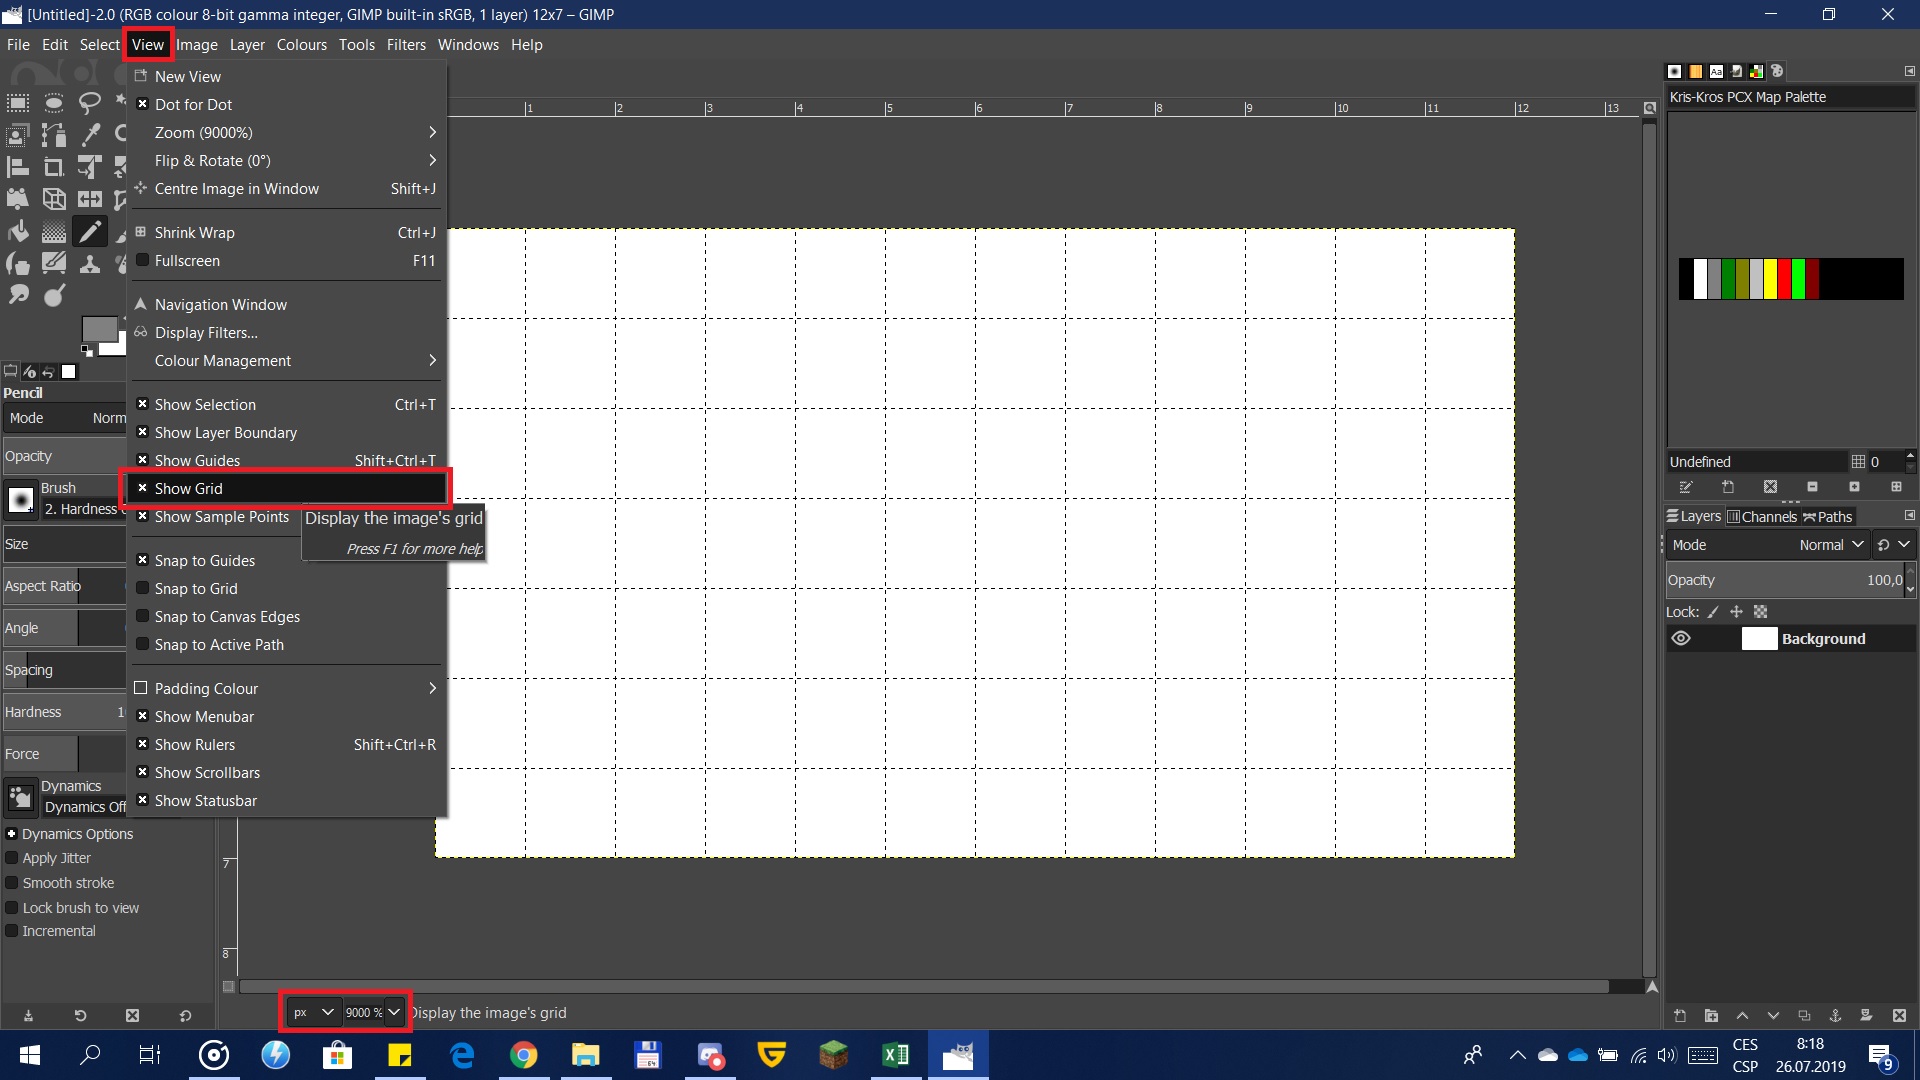 [Untitled]-2.0 (RGB colour 8-bit gamma integer, GIMP built-in sRGB, 1 layer) 12x7 – GIMP
File Edit Select View Image Layer Colours Tools Filters Windows Help
New View
Dot for Dot
Zoom (9000%)
Flip & Rotate (0°)
Centre Image in Window Shift+J
Shrink Wrap Ctrl+J
Fullscreen F11
Navigation Window
Display Filters...
Colour Management
Show Selection Ctrl+T
Show Layer Boundary
Show Guides Shift+Ctrl+T
Show Grid
Show Sample Points
Display the image's grid
Press F1 for more help
Snap to Guides
Snap to Grid
Snap to Canvas Edges
Snap to Active Path
Padding Colour
Show Menubar
Show Rulers Shift+Ctrl+R
Show Scrollbars
Show Statusbar
Pencil
Mode Norm
Opacity
Brush
2. Hardness
Size
Aspect Ratio
Angle
Spacing
Hardness
Force
Dynamics
Dynamics Off
Dynamics Options
Apply Jitter
Smooth stroke
Lock brush to view
Incremental
1 2 3 4 5 6 7 8 9 10 11 12 13
7
8
px 9000 % Display the image's grid
Aa
Kris-Kros PCX Map Palette
Undefined 0
Layers Channels Paths
Mode Normal
Opacity 100,0
Lock:
Background
CES
CSP
8:18
26.07.2019
9